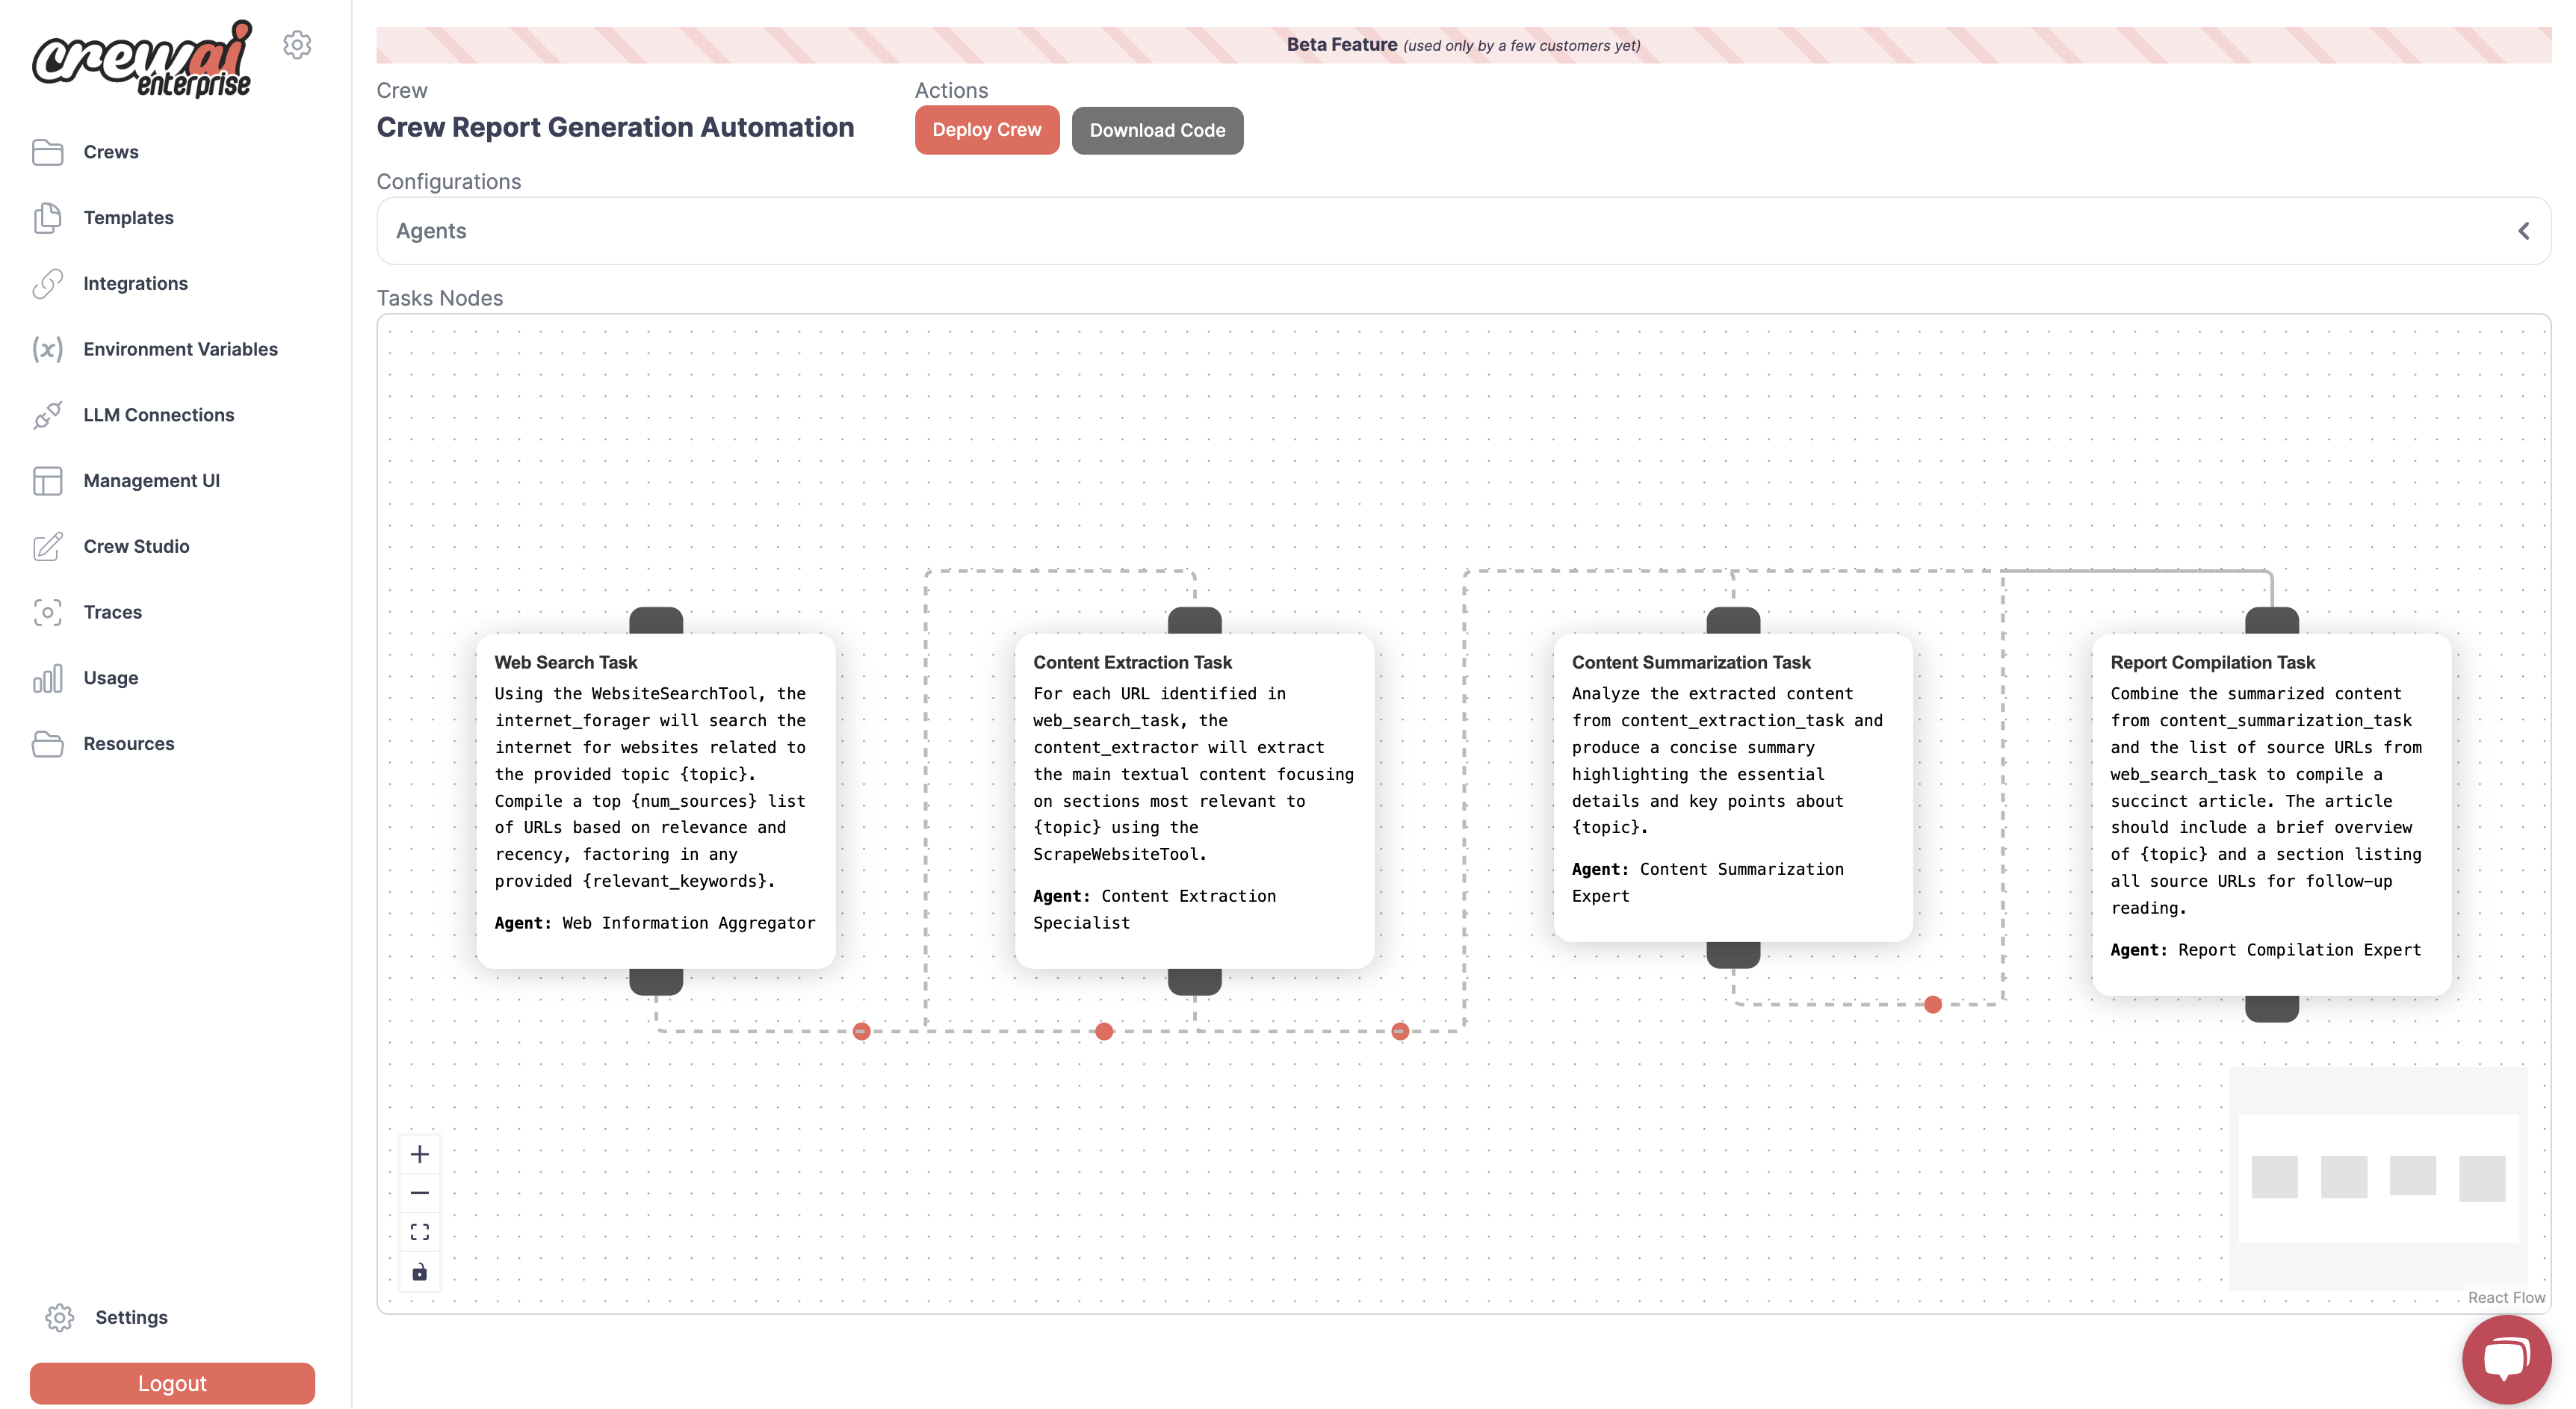 crewai
enterprise
Crews
Templates
Integrations
(x) Environment Variables
LLM Connections
Management UI
Crew Studio
Traces
Usage
Resources
Settings
Logout
Beta Feature (used only by a few customers yet)
Crew
Crew Report Generation Automation
Actions
Deploy Crew
Download Code
Configurations
Agents
Tasks Nodes
Web Search Task
Using the WebsiteSearchTool, the
internet_forager will search the
internet for websites related to
the provided topic {topic}.
Compile a top {num_sources} list
of URLs based on relevance and
recency, factoring in any
provided {relevant_keywords}.
Agent: Web Information Aggregator
Content Extraction Task
For each URL identified in
web_search_task, the
content_extractor will extract
the main textual content focusing
on sections most relevant to
{topic} using the
ScrapeWebsiteTool.
Agent: Content Extraction
Specialist
Content Summarization Task
Analyze the extracted content
from content_extraction_task and
produce a concise summary
highlighting the essential
details and key points about
{topic}.
Agent: Content Summarization
Expert
Report Compilation Task
Combine the summarized content
from content_summarization_task
and the list of source URLs from
web_search_task to compile a
succinct article. The article
should include a brief overview
of {topic} and a section listing
all source URLs for follow-up
reading.
Agent: Report Compilation Expert
React Flow